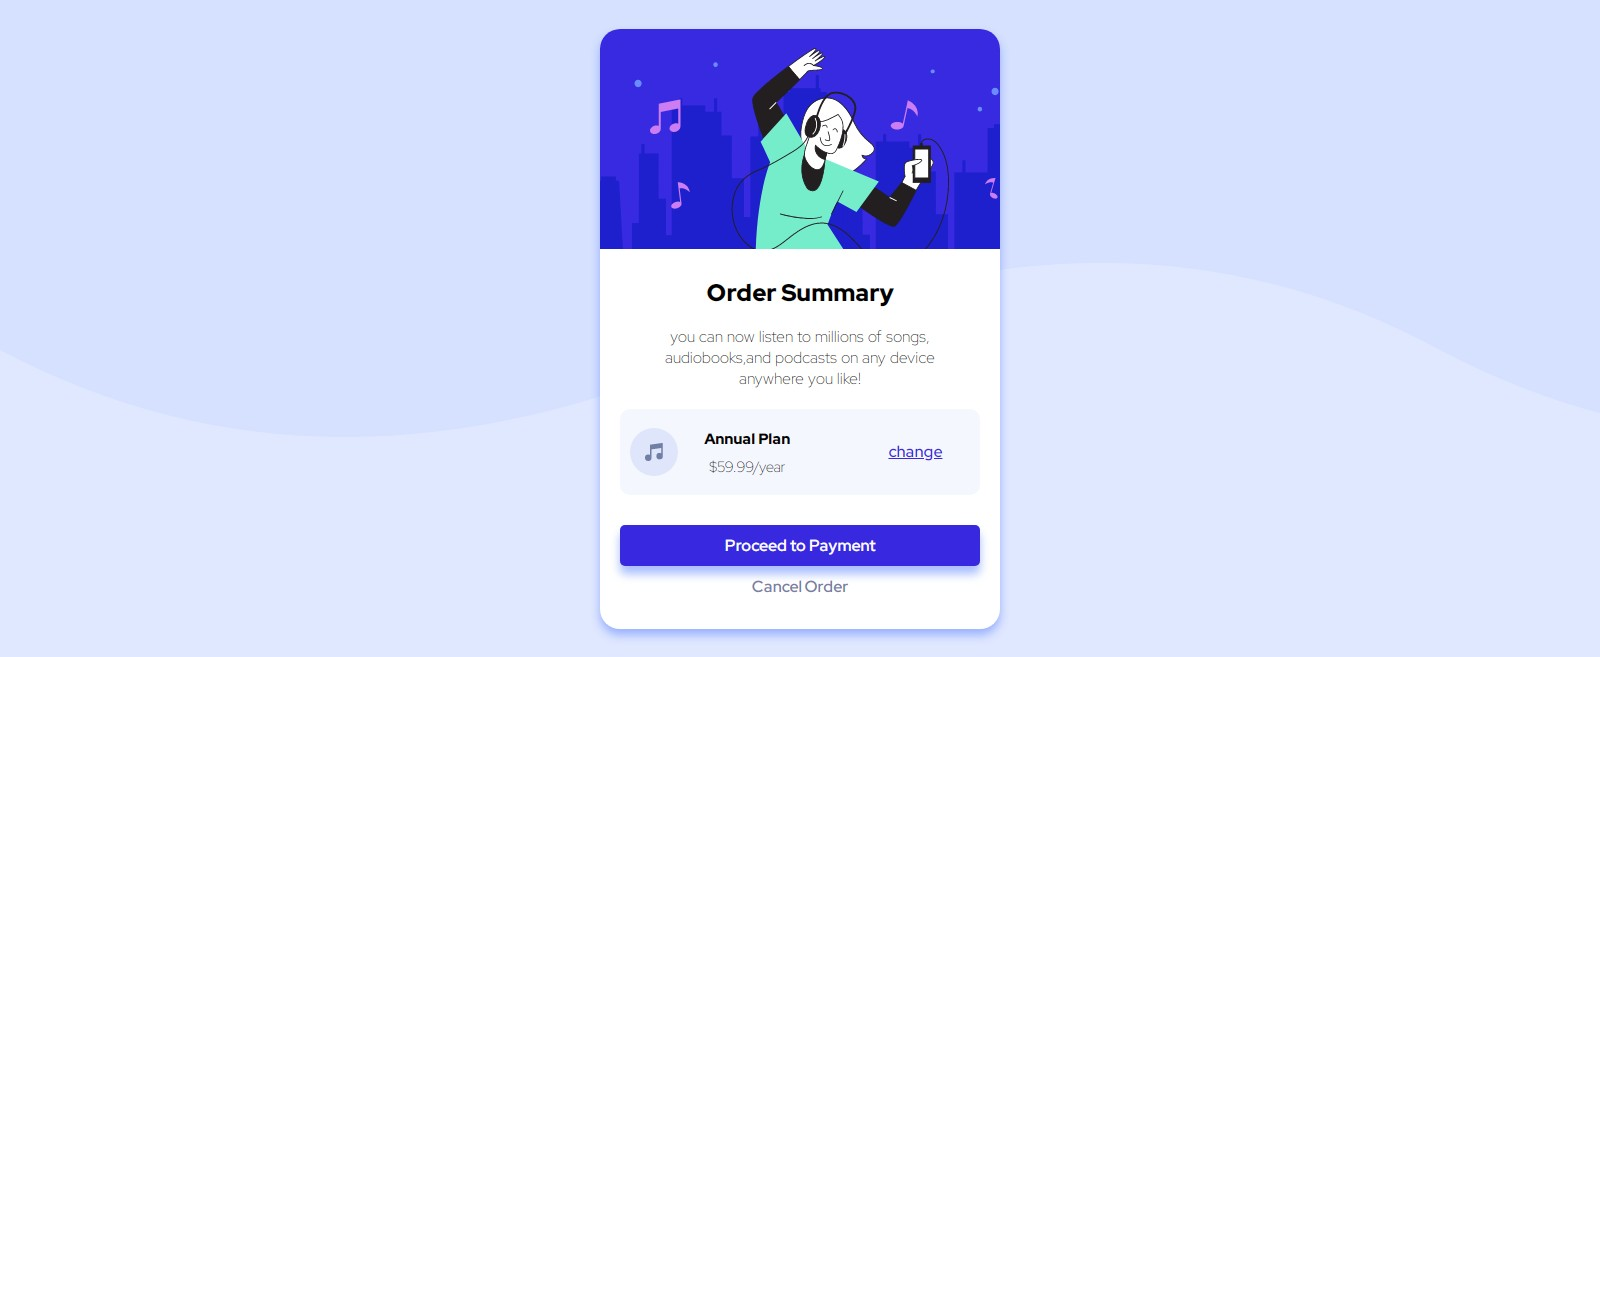 Order Summary
you can now listen to millions of songs,
audiobooks,and podcasts on any device
anywhere you like!
Annual Plan
$59.99/year
change
Proceed to Payment
Cancel Order